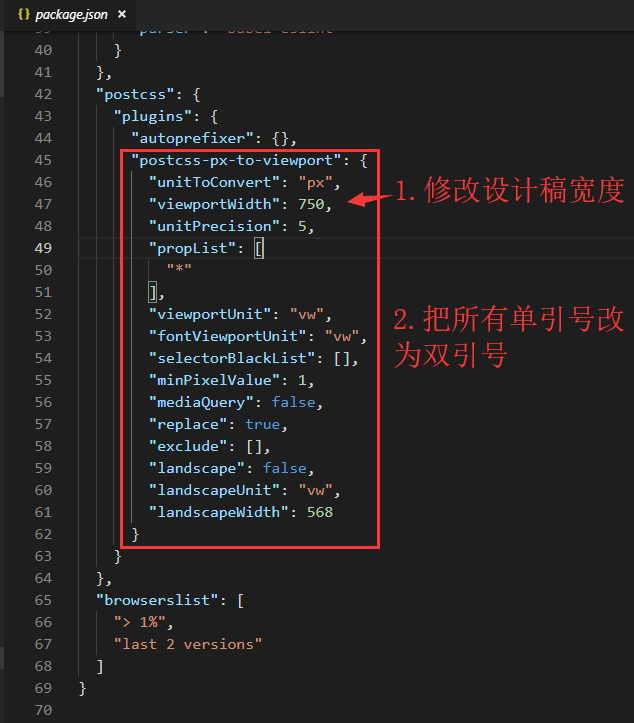 {} package.json ×
40 }
41 },
42 "postcss": {
43 "plugins": {
44 "autoprefixer": {},
45 "postcss-px-to-viewport": {
46 "unitToConvert": "px",
47 "viewportWidth": 750,
1.修改设计稿宽度
48 "unitPrecision": 5,
49 "propList": [
50 "*"
51 ],
52 "viewportUnit": "vw",
2.把所有单引号改
53 "fontViewportUnit": "vw",
54 "selectorBlackList": [],
为双引号
55 "minPixelValue": 1,
56 "mediaQuery": false,
57 "replace": true,
58 "exclude": [],
59 "landscape": false,
60 "landscapeUnit": "vw",
61 "landscapeWidth": 568
62 }
63 }
64 },
65 "browserslist": [
66 "> 1%",
67 "last 2 versions"
68 ]
69 }
70